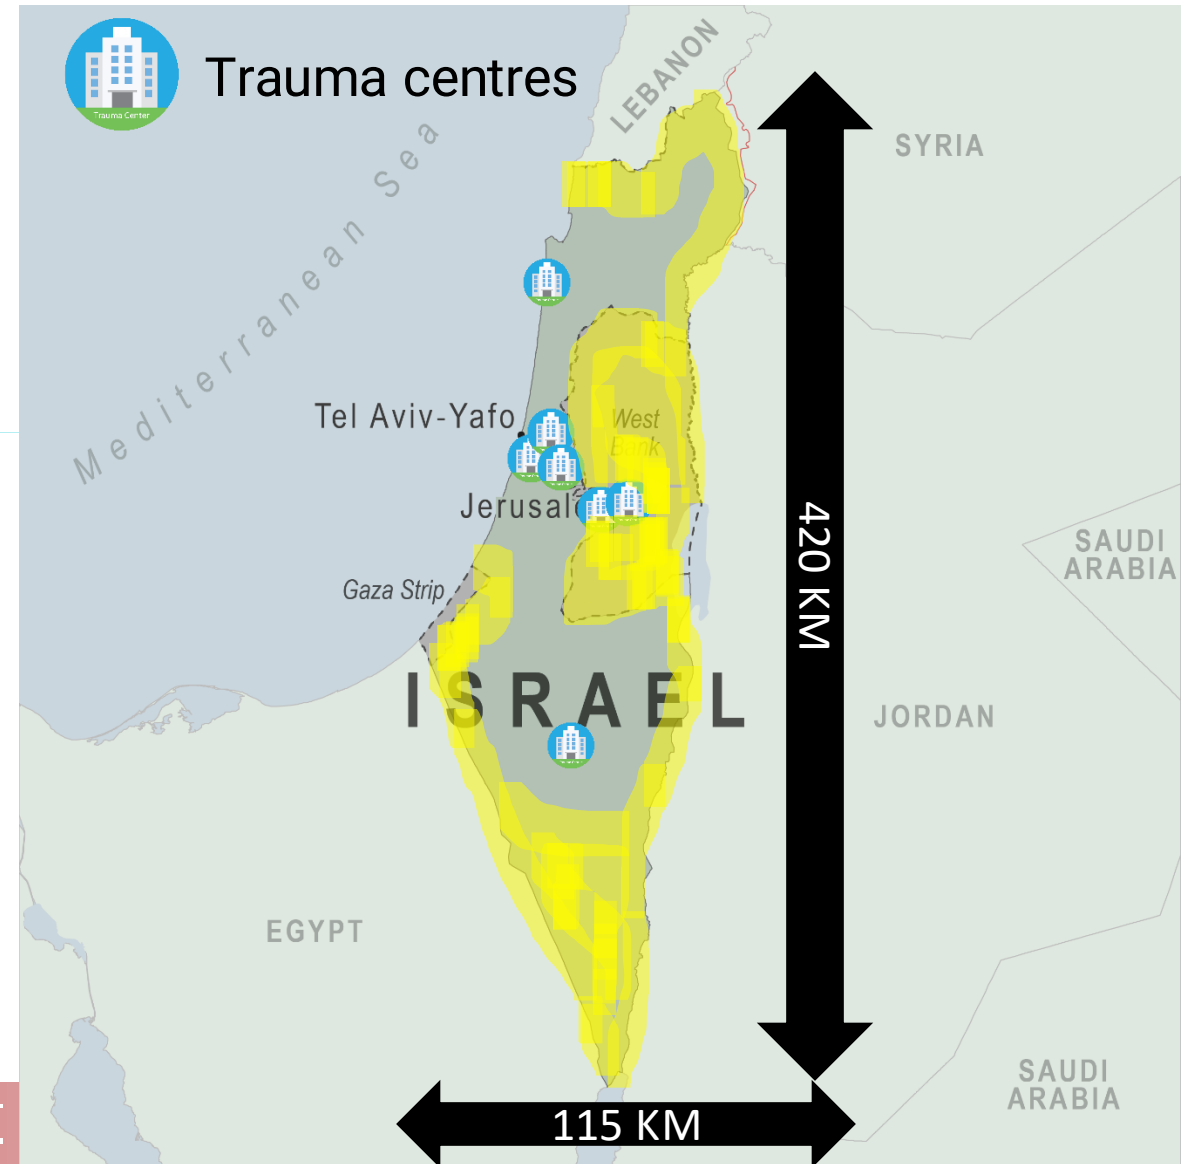 Trauma centres
Trauma Center
LEBANON
SYRIA
Mediterranean Sea
Tel Aviv-Yafo
West
Bank
Jerusal
Gaza Strip
SAUDI
ARABIA
420 KM
ISRAEL
JORDAN
EGYPT
SAUDI
ARABIA
115 KM